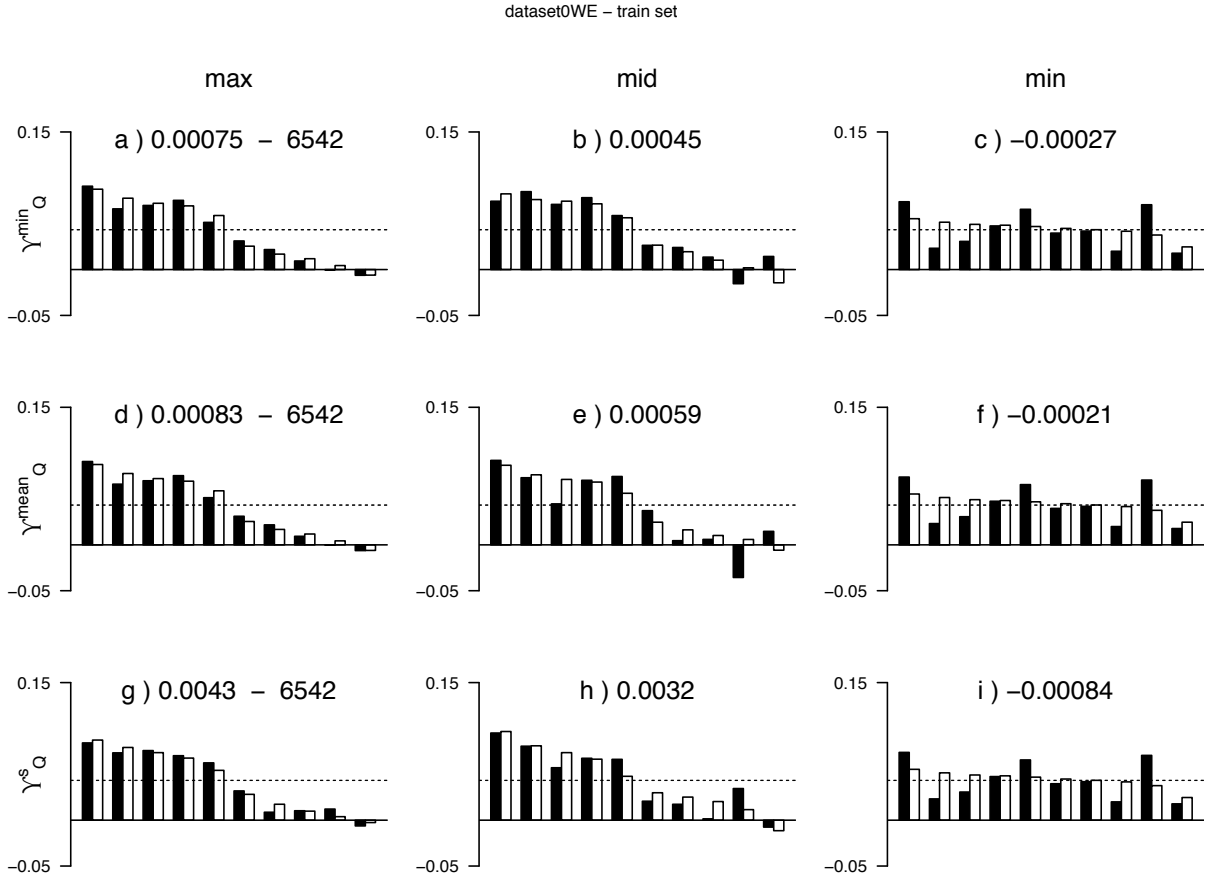 dataset0WE – train set
max mid min
a ) 0.00075 – 6542 b ) 0.00045 c ) −0.00027
0.15 0.15 0.15
γ^min_Q
−0.05 −0.05 −0.05
d ) 0.00083 – 6542 e ) 0.00059 f ) −0.00021
0.15 0.15 0.15
γ^mean_Q
−0.05 −0.05 −0.05
g ) 0.0043 – 6542 h ) 0.0032 i ) −0.00084
0.15 0.15 0.15
γ^s_Q
−0.05 −0.05 −0.05